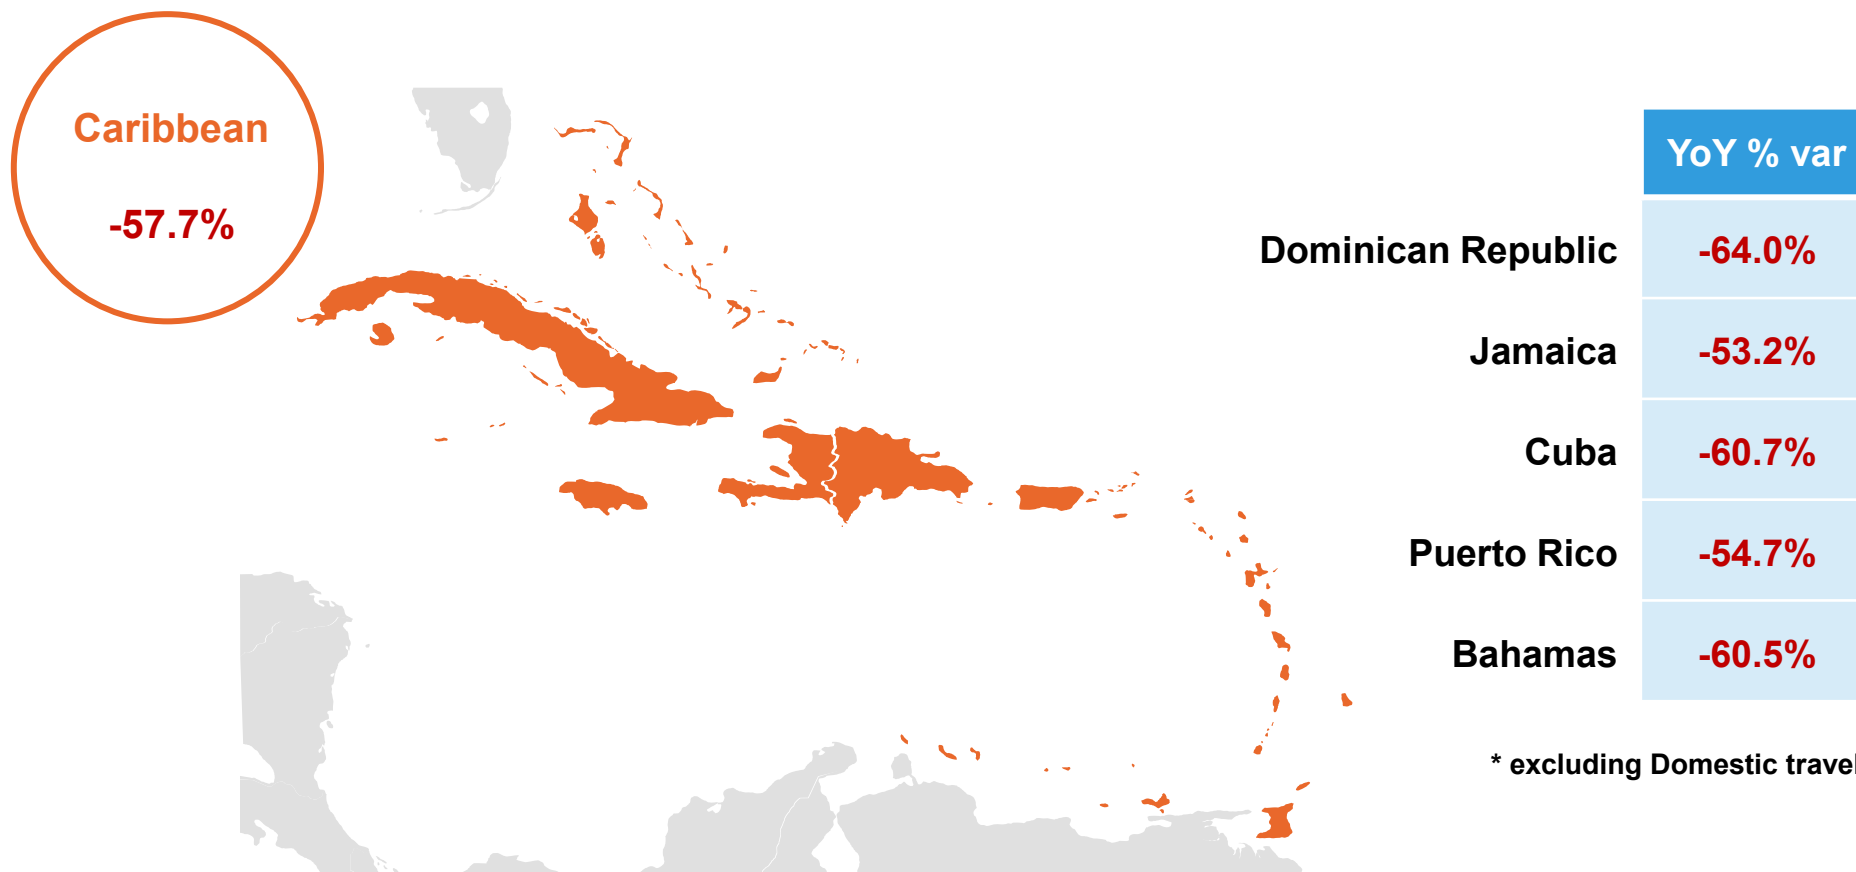 Caribbean
-57.7%
YoY % var
Dominican Republic -64.0%
Jamaica -53.2%
Cuba -60.7%
Puerto Rico -54.7%
Bahamas -60.5%
* excluding Domestic travel